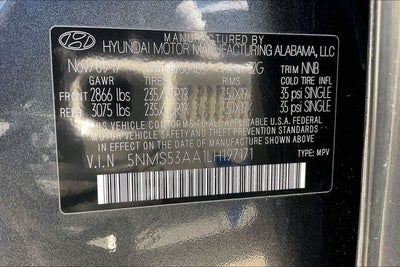 MANUFACTURED BY
HYUNDAI MOTOR MANUFACTURING ALABAMA, LLC
TRIM NNB
GAWR TIRES RIMS COLD TIRE INFL
FRONT 2866 lbs 35 psi SINGLE
REAR 3075 lbs 35 psi SINGLE
THIS VEHICLE CONFORMS TO ALL APPLICABLE U.S.A. FEDERAL
MOTOR VEHICLE SAFETY AND THEFT PREVENTION STANDARDS
IN EFFECT ON THE DATE OF MANUFACTURE SHOWN ABOVE.
V.I.N 5NMS53AA1LH197171 TYPE: MPV